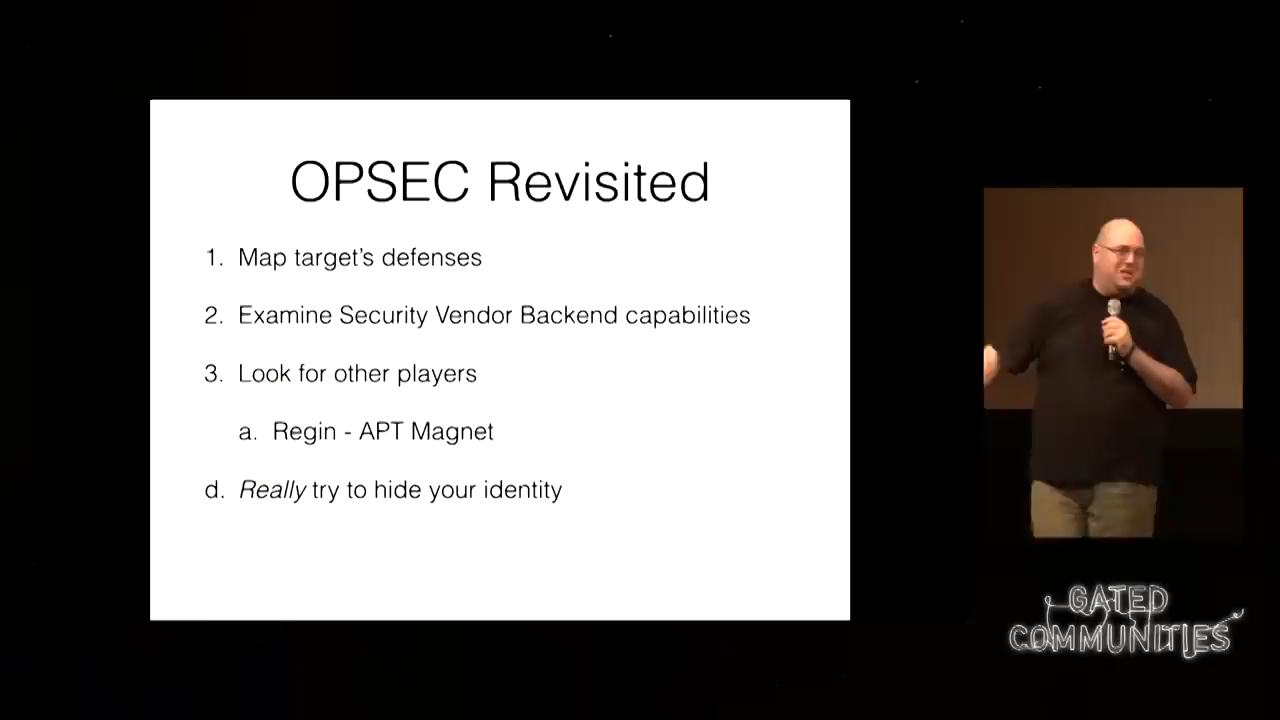 OPSEC Revisited
1. Map target's defenses
2. Examine Security Vendor Backend capabilities
3. Look for other players
a. Regin - APT Magnet
d. Really try to hide your identity
GATED
COMMUNITIES